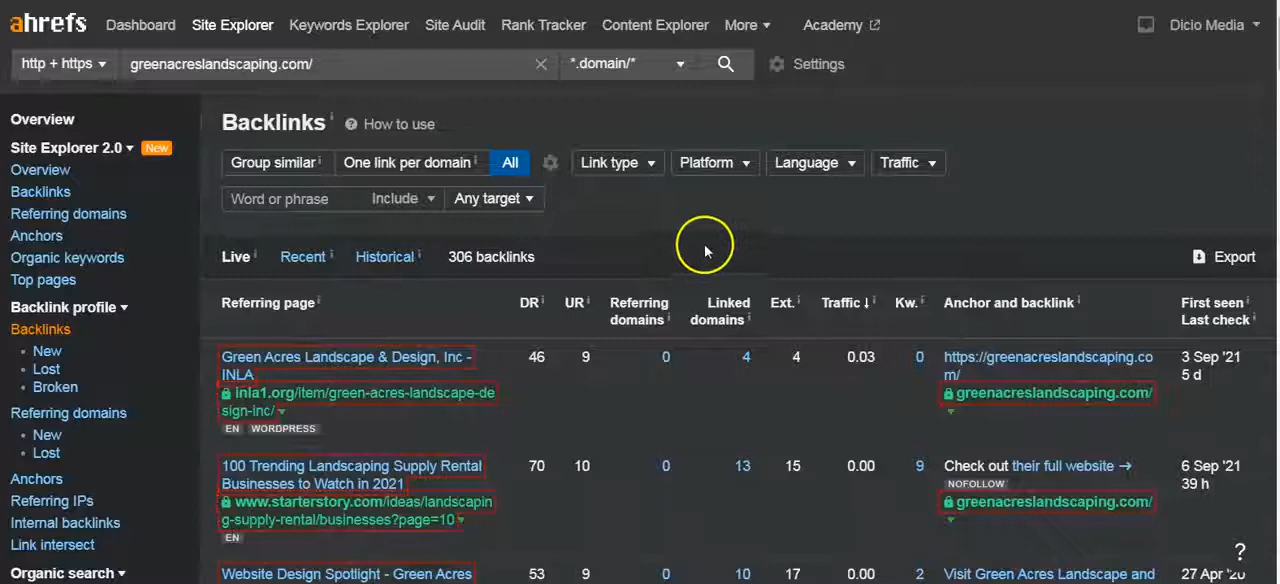 ahrefs Dashboard Site Explorer Keywords Explorer Site Audit Rank Tracker Content Explorer More Academy Dicio Media
http + https greenacreslandscaping.com/ *.domain/* Settings
Overview
Site Explorer 2.0 New
Overview
Backlinks
Referring domains
Anchors
Organic keywords
Top pages
Backlink profile
Backlinks
New
Lost
Broken
Referring domains
New
Lost
Anchors
Referring IPs
Internal backlinks
Link intersect
Organic search
Backlinks How to use
Group similar One link per domain All Link type Platform Language Traffic
Word or phrase Include Any target
Live Recent Historical 306 backlinks Export
Referring page DR UR Referring domains Linked domains Ext. Traffic Kw. Anchor and backlink First seen Last check
Green Acres Landscape & Design, Inc - 46 9 0 4 4 0.03 0 https://greenacreslandscaping.co 3 Sep '21
INLA m/ 5 d
inla1.org/item/green-acres-landscape-de greenacreslandscaping.com/
sign-inc/
EN WORDPRESS
100 Trending Landscaping Supply Rental 70 10 0 13 15 0.00 9 Check out their full website → 6 Sep '21
Businesses to Watch in 2021 NOFOLLOW 39 h
www.starterstory.com/ideas/landscapin greenacreslandscaping.com/
g-supply-rental/businesses?page=10
EN
?
Website Design Spotlight - Green Acres 53 9 0 10 17 0.00 2 Visit Green Acres Landscape and 27 Apr '20